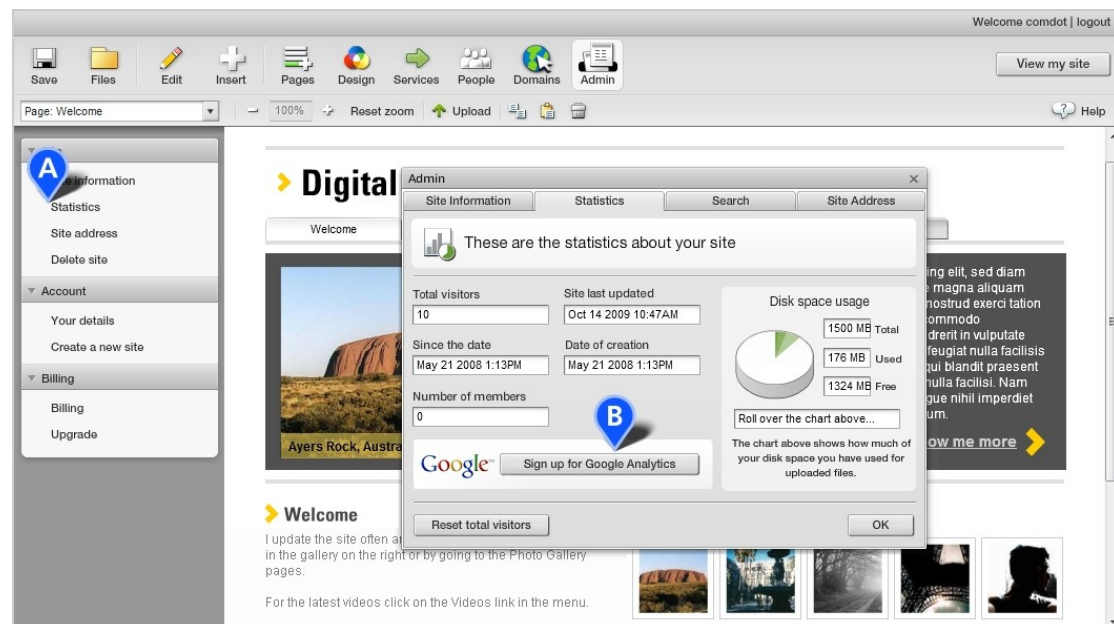 Welcome comdot | logout
Save Files Edit Insert Pages Design Services People Domains Admin View my site
Page: Welcome 100% Reset zoom Upload Help
A
information
Statistics
Site address
Delete site
Account
Your details
Create a new site
Billing
Billing
Upgrade
Digital
Welcome
Ayers Rock, Austra
ing elit, sed diam
magna aliquam
nostrud exerci tation
ommodo
drerit in vulputate
feugiat nulla facilisis
qui blandit praesent
nulla facilisi. Nam
gue nihil imperdiet
um.
ow me more
Admin
Site Information Statistics Search Site Address
These are the statistics about your site
Total visitors Site last updated
10 Oct 14 2009 10:47AM
Since the date Date of creation
May 21 2008 1:13PM May 21 2008 1:13PM
Number of members
0
B
Google Sign up for Google Analytics
Disk space usage
1500 MB Total
176 MB Used
1324 MB Free
Roll over the chart above...
The chart above shows how much of
your disk space you have used for
uploaded files.
Reset total visitors OK
Welcome
I update the site often a
in the gallery on the right or by going to the Photo Gallery
pages.
For the latest videos click on the Videos link in the menu.